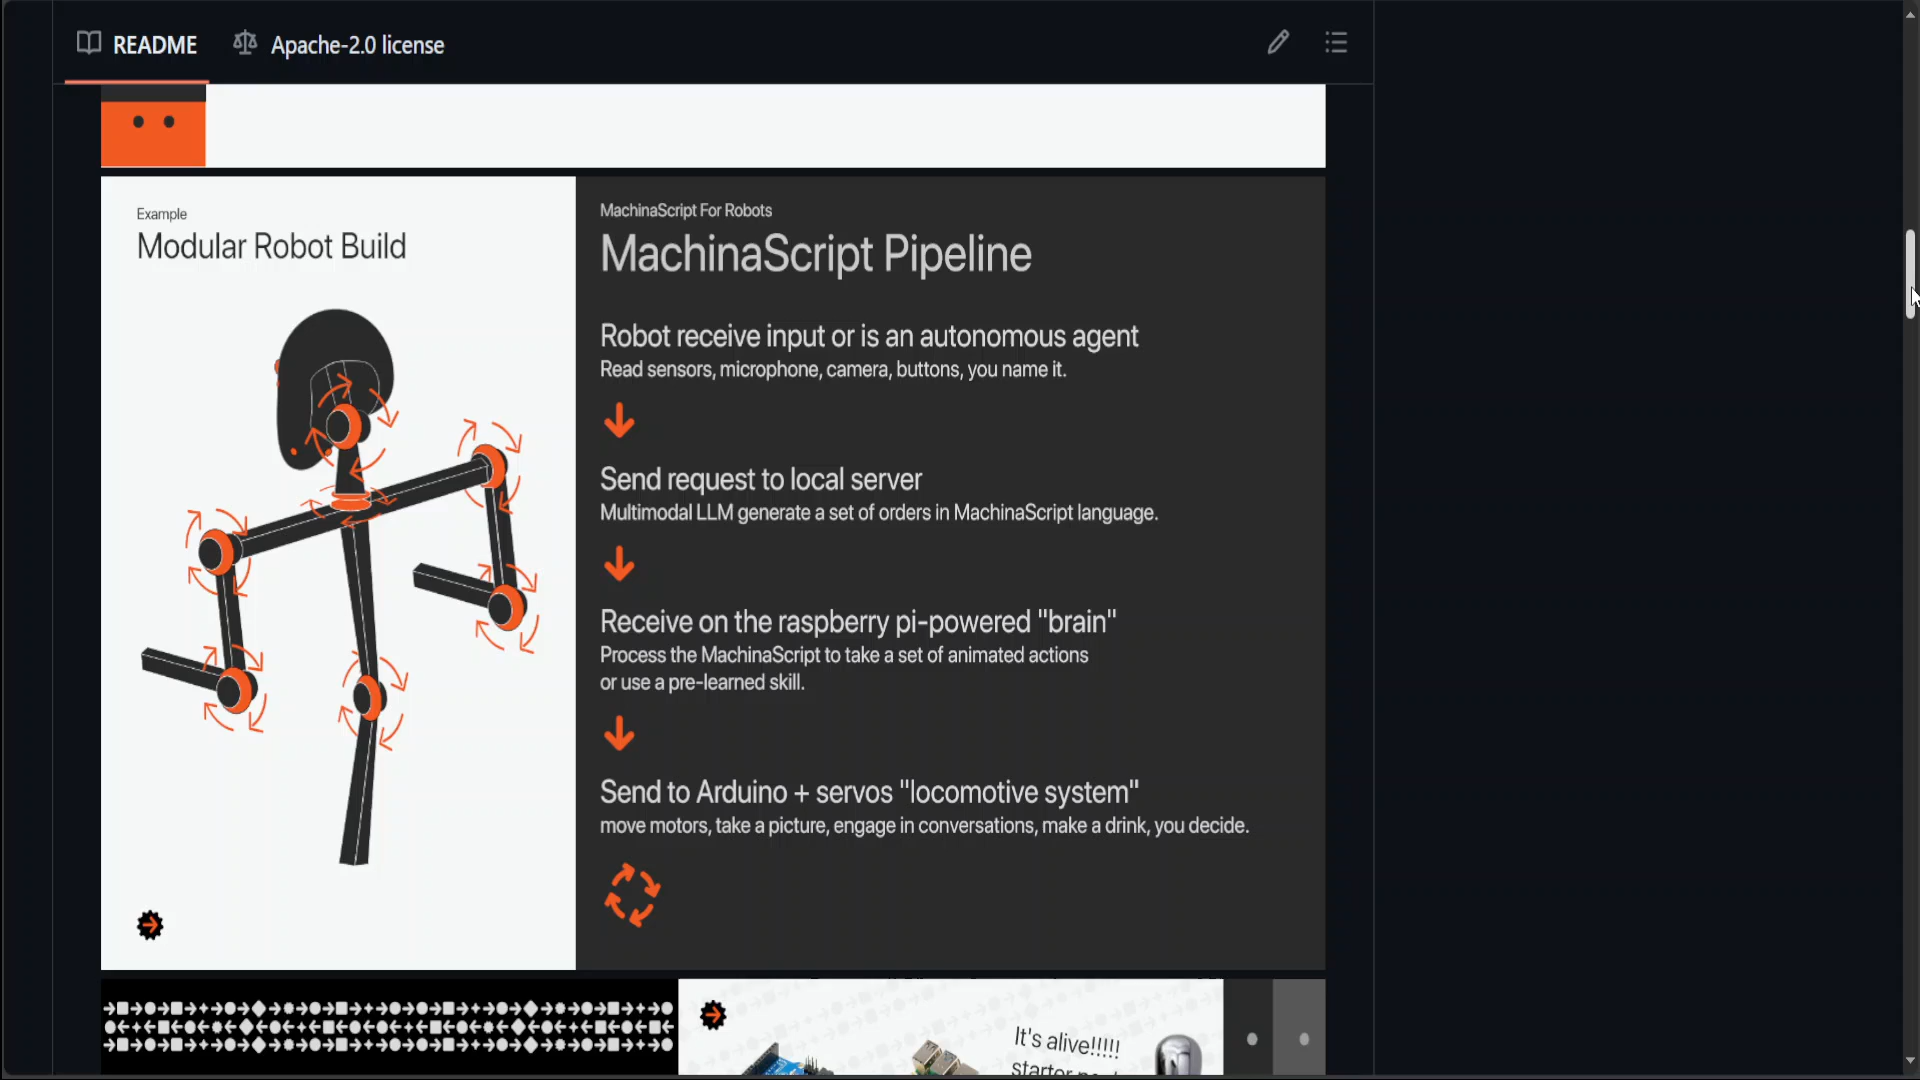 README
Apache-2.0 license
Example
Modular Robot Build
MachinaScript For Robots
MachinaScript Pipeline
Robot receive input or is an autonomous agent
Read sensors, microphone, camera, buttons, you name it.
Send request to local server
Multimodal LLM generate a set of orders in MachinaScript language.
Receive on the raspberry pi-powered "brain"
Process the MachinaScript to take a set of animated actions
or use a pre-learned skill.
Send to Arduino + servos "locomotive system"
move motors, take a picture, engage in conversations, make a drink, you decide.
It's alive!!!!!
starter